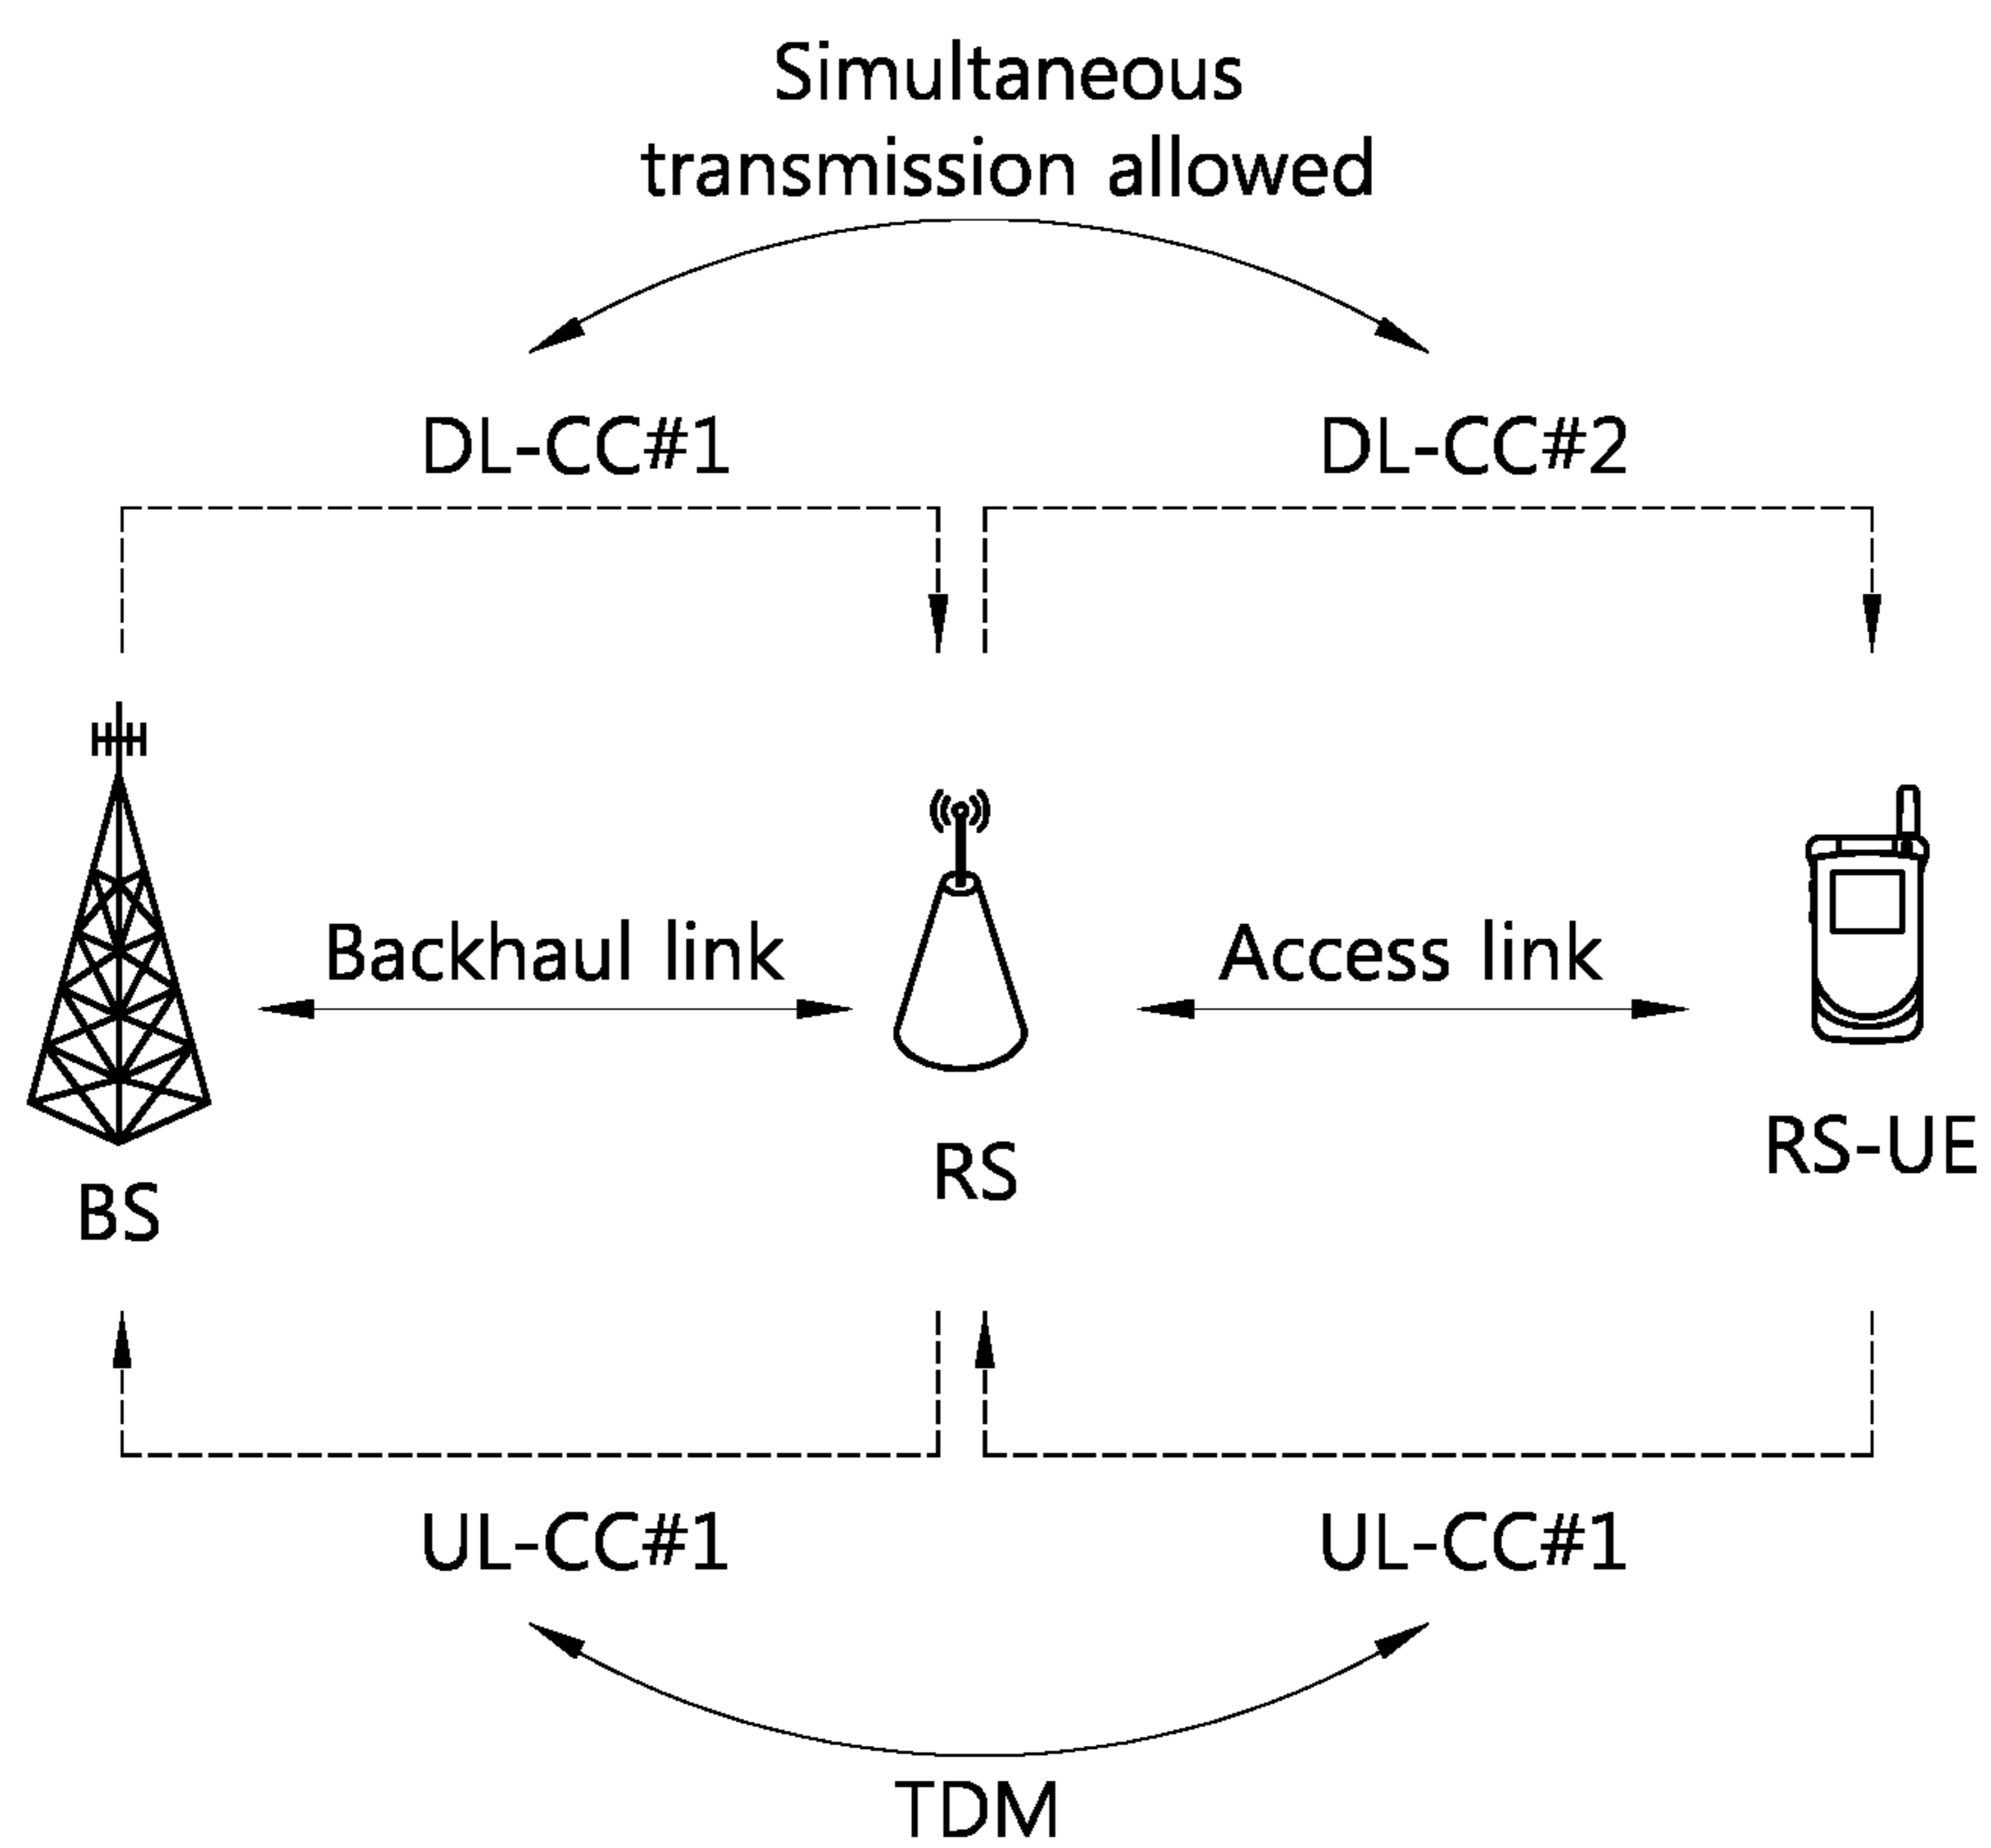 Simultaneous
transmission allowed
DL-CC#1
DL-CC#2
Backhaul link
Access link
RS-UE
RS
BS
UL-CC#1
UL-CC#1
TDM